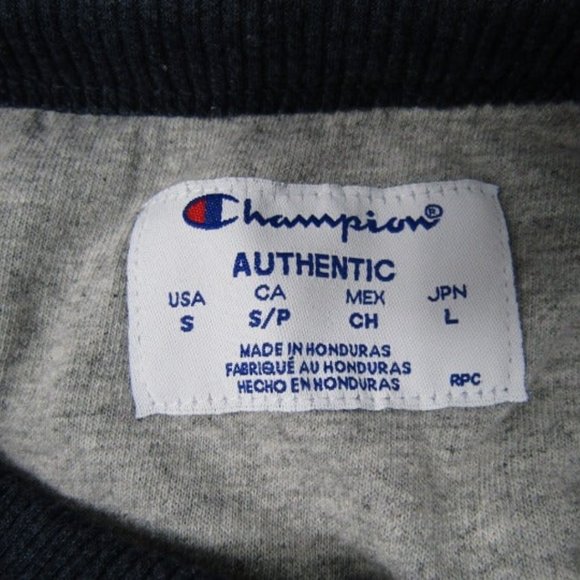 Champion®
AUTHENTIC
USA CA MEX JPN
S S/P CH L
MADE IN HONDURAS
FABRIQUÉ AU HONDURAS
HECHO EN HONDURAS
RPC